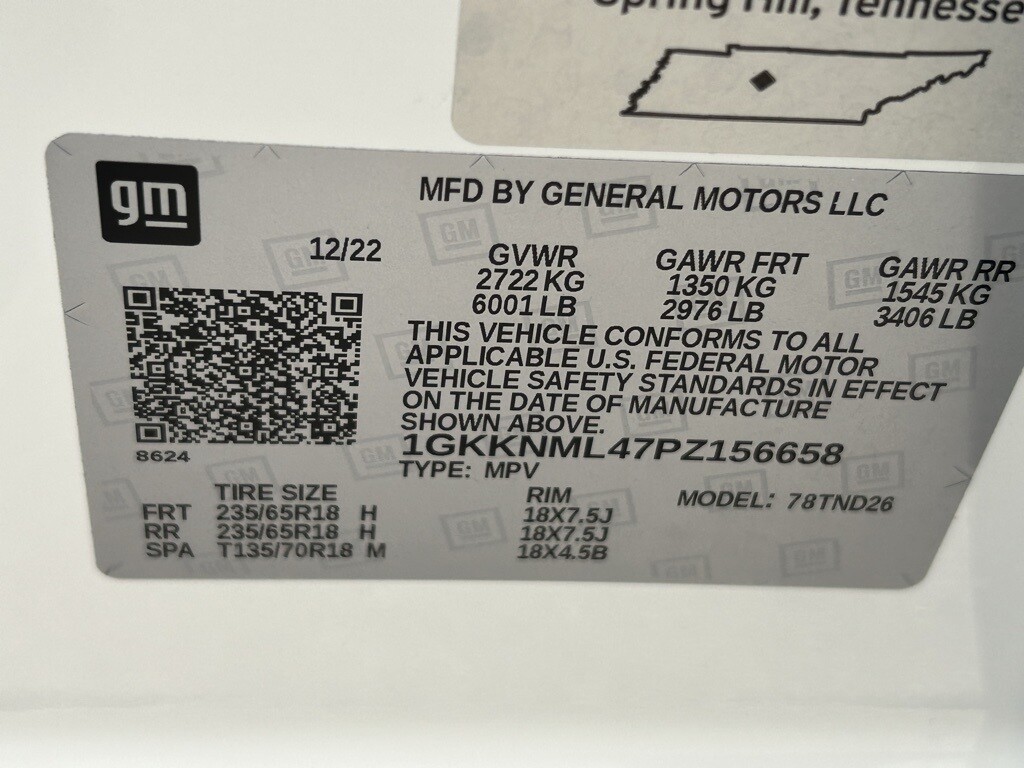 Spring Hill, Tennessee
gm
MFD BY GENERAL MOTORS LLC
12/22
GVWR GAWR FRT GAWR RR
2722 KG 1350 KG 1545 KG
6001 LB 2976 LB 3406 LB
THIS VEHICLE CONFORMS TO ALL
APPLICABLE U.S. FEDERAL MOTOR
VEHICLE SAFETY STANDARDS IN EFFECT
ON THE DATE OF MANUFACTURE
SHOWN ABOVE.
1GKKNML47PZ156658
8624
TYPE: MPV
TIRE SIZE RIM MODEL: 78TND26
FRT 235/65R18 H 18X7.5J
RR 235/65R18 H 18X7.5J
SPA T135/70R18 M 18X4.5B